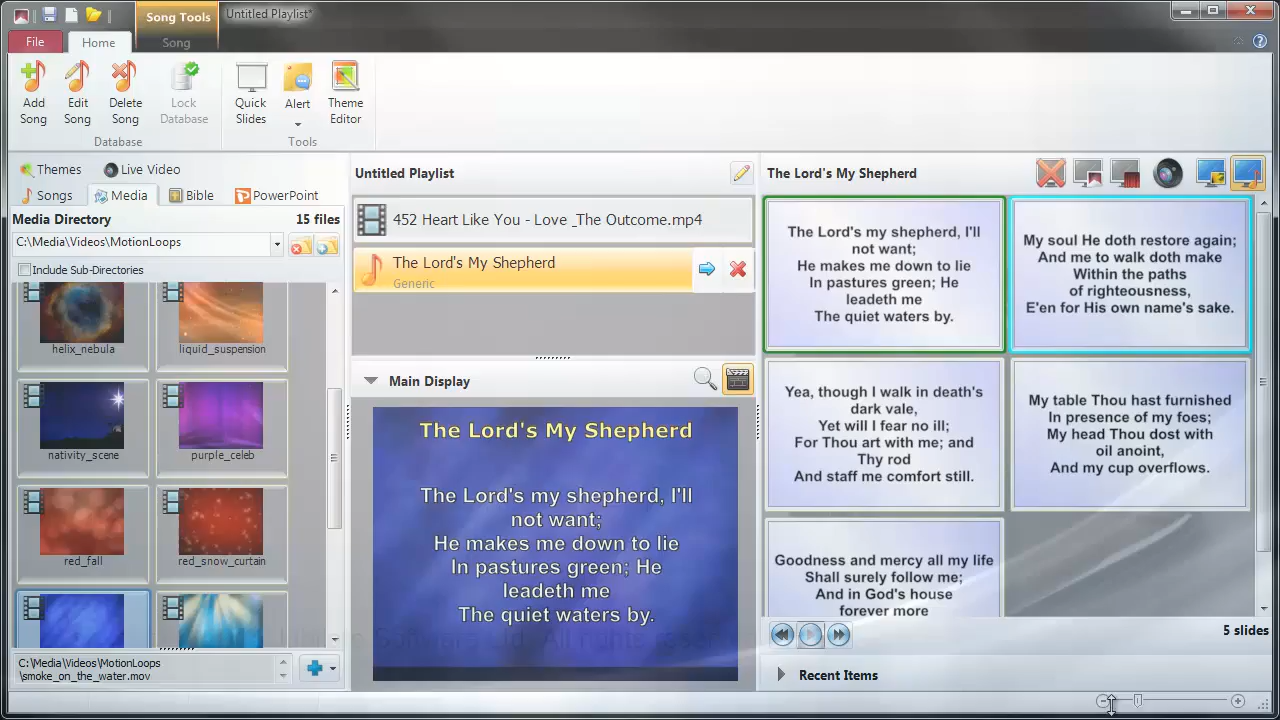 Song Tools
Untitled Playlist*
File
Home
Song
Add
Song
Edit
Song
Delete
Song
Lock
Database
Quick
Slides
Alert
Theme
Editor
Database
Tools
Themes
Live Video
Songs
Media
Bible
PowerPoint
Media Directory
15 files
C:\Media\Videos\MotionLoops
Include Sub-Directories
helix_nebula
liquid_suspension
nativity_scene
purple_celeb
red_fall
red_snow_curtain
C:\Media\Videos\MotionLoops
\smoke_on_the_water.mov
Untitled Playlist
452 Heart Like You - Love _The Outcome.mp4
The Lord's My Shepherd
Generic
Main Display
The Lord's My Shepherd
The Lord's my shepherd, I'll
not want;
He makes me down to lie
In pastures green; He
leadeth me
The quiet waters by.
The Lord's My Shepherd
The Lord's my shepherd, I'll
not want;
He makes me down to lie
In pastures green; He
leadeth me
The quiet waters by.
My soul He doth restore again;
And me to walk doth make
Within the paths
of righteousness,
E'en for His own name's sake.
Yea, though I walk in death's
dark vale,
Yet will I fear no ill;
For Thou art with me; and
Thy rod
And staff me comfort still.
My table Thou hast furnished
In presence of my foes;
My head Thou dost with
oil anoint,
And my cup overflows.
Goodness and mercy all my life
Shall surely follow me;
And in God's house
forever more
5 slides
Recent Items